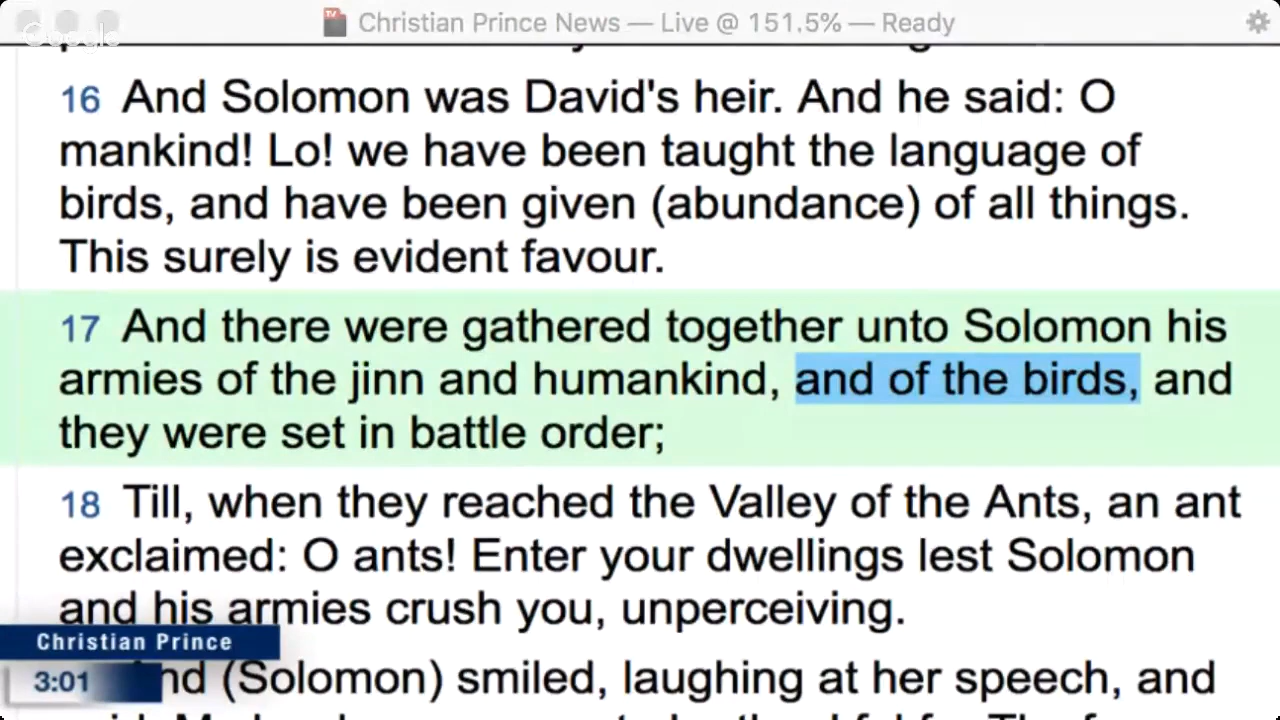 Christian Prince News — Live @ 151.5% — Ready
Google
16 And Solomon was David's heir. And he said: O
mankind! Lo! we have been taught the language of
birds, and have been given (abundance) of all things.
This surely is evident favour.
17 And there were gathered together unto Solomon his
armies of the jinn and humankind, and of the birds, and
they were set in battle order;
18 Till, when they reached the Valley of the Ants, an ant
exclaimed: O ants! Enter your dwellings lest Solomon
and his armies crush you, unperceiving.
Christian Prince
3:01
(Solomon) smiled, laughing at her speech, and